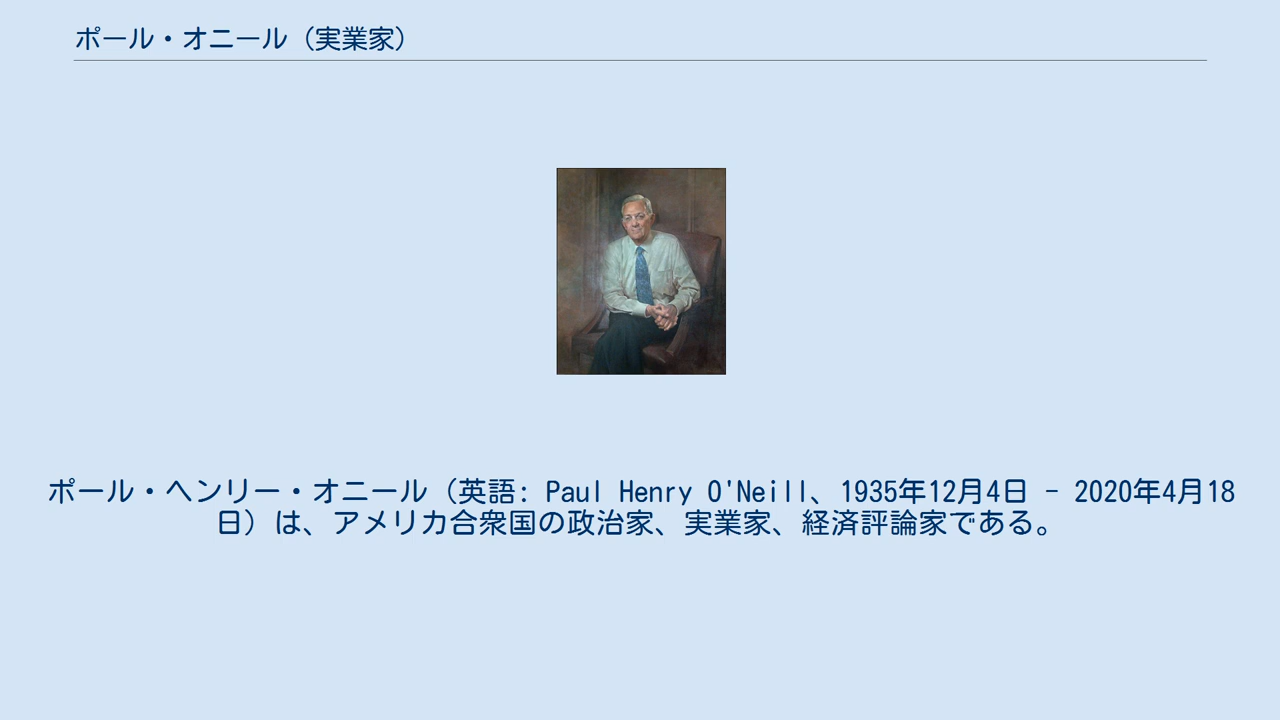 ポール・オニール（実業家）
ポール・ヘンリー・オニール（英語: Paul Henry O'Neill、1935年12月4日 - 2020年4月18
日）は、アメリカ合衆国の政治家、実業家、経済評論家である。